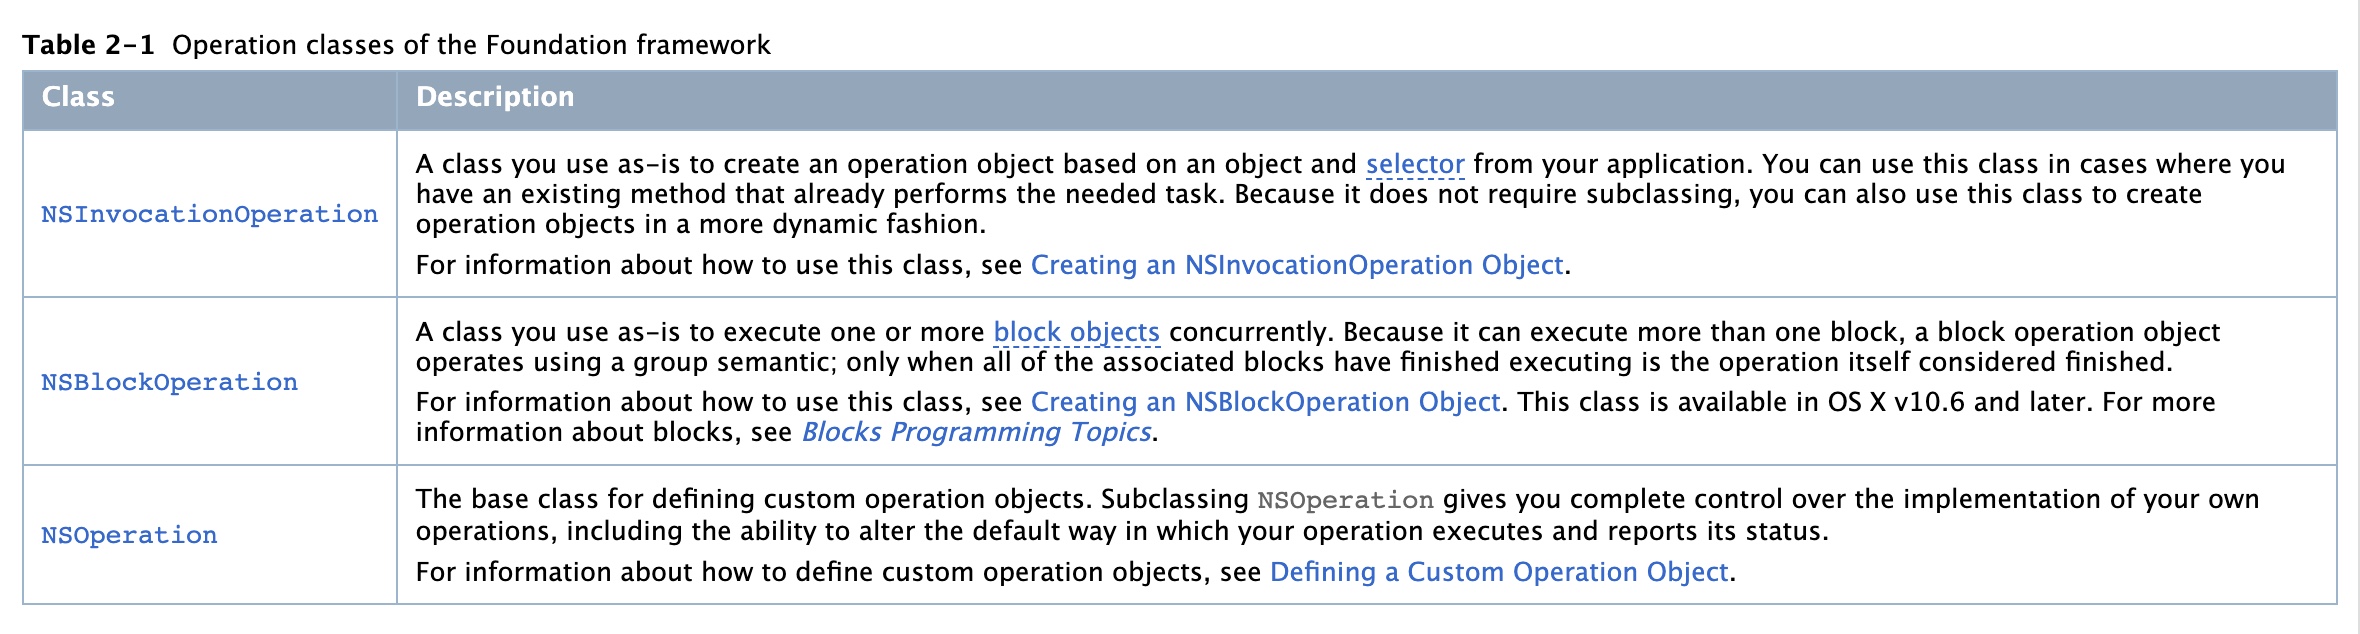 Table 2-1 Operation classes of the Foundation framework
Class Description
NSInvocationOperation
A class you use as-is to create an operation object based on an object and selector from your application. You can use this class in cases where you
have an existing method that already performs the needed task. Because it does not require subclassing, you can also use this class to create
operation objects in a more dynamic fashion.
For information about how to use this class, see Creating an NSInvocationOperation Object.
NSBlockOperation
A class you use as-is to execute one or more block objects concurrently. Because it can execute more than one block, a block operation object
operates using a group semantic; only when all of the associated blocks have finished executing is the operation itself considered finished.
For information about how to use this class, see Creating an NSBlockOperation Object. This class is available in OS X v10.6 and later. For more
information about blocks, see Blocks Programming Topics.
NSOperation
The base class for defining custom operation objects. Subclassing NSOperation gives you complete control over the implementation of your own
operations, including the ability to alter the default way in which your operation executes and reports its status.
For information about how to define custom operation objects, see Defining a Custom Operation Object.